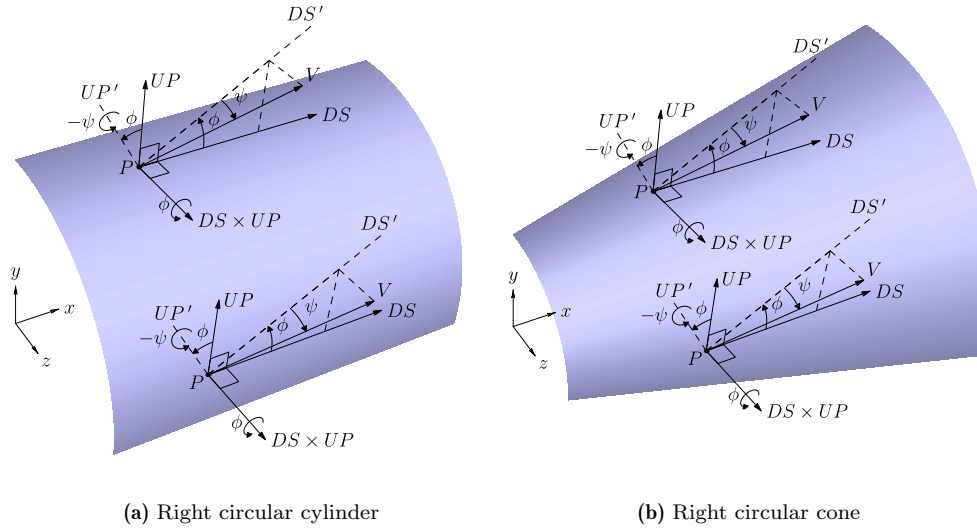 DS′
V
UP
UP′
ψ
−ψ
ϕ
ϕ
DS
P
ϕ
DS × UP
DS′
UP
V
UP′
ψ
−ψ
ϕ
ϕ
DS
P
ϕ
DS × UP
y
x
z
DS′
UP
V
UP′
ψ
−ψ
ϕ
ϕ
DS
P
ϕ
DS × UP
DS′
UP
V
UP′
ψ
DS
−ψ
ϕ
ϕ
P
ϕ
DS × UP
y
x
z
(a) Right circular cylinder
(b) Right circular cone